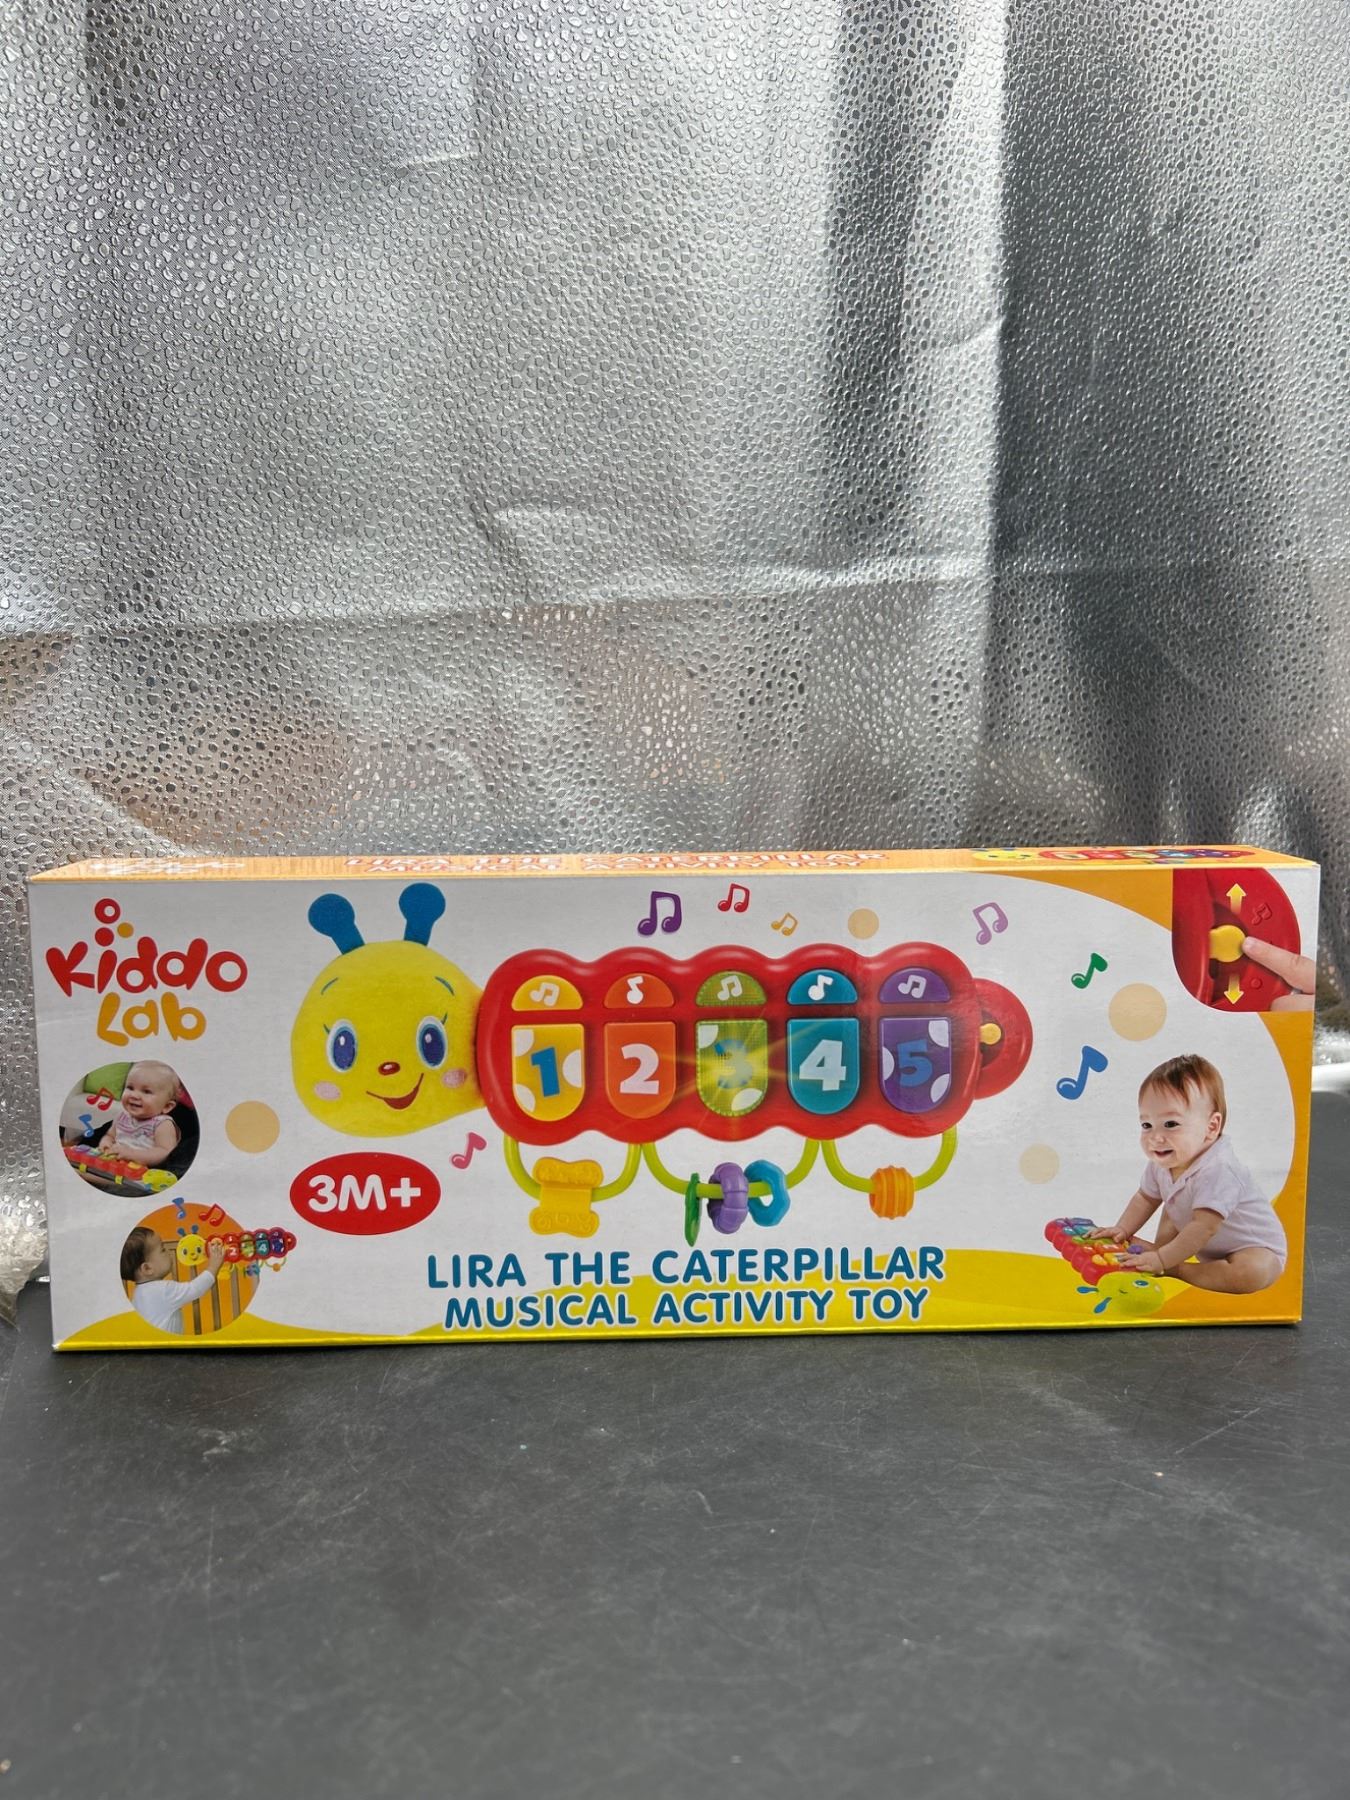 LIRA THE CATERPILLAR
MUSICAL ACTIVITY TOY
Kiddo
Lab
1 2 3 4 5
3M+
LIRA THE CATERPILLAR
MUSICAL ACTIVITY TOY